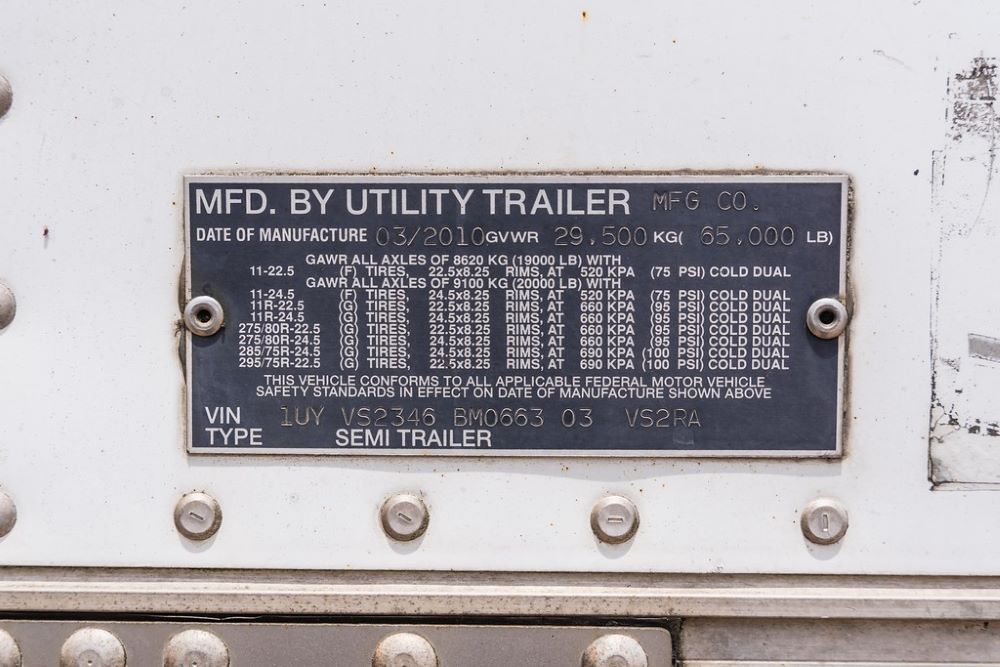 MFD. BY UTILITY TRAILER MFG CO.
DATE OF MANUFACTURE 03/2010 GVWR 29,500 KG( 65,000 LB)
GAWR ALL AXLES OF 8620 KG (19000 LB) WITH
11-22.5 (F) TIRES, 22.5x8.25 RIMS, AT 520 KPA (75 PSI) COLD DUAL
GAWR ALL AXLES OF 9100 KG (20000 LB) WITH
11-24.5 (F) TIRES, 24.5x8.25 RIMS, AT 520 KPA (75 PSI) COLD DUAL
11R-22.5 (G) TIRES, 22.5x8.25 RIMS, AT 660 KPA (95 PSI) COLD DUAL
11R-24.5 (G) TIRES, 24.5x8.25 RIMS, AT 660 KPA (95 PSI) COLD DUAL
275/80R-22.5 (G) TIRES, 22.5x8.25 RIMS, AT 660 KPA (95 PSI) COLD DUAL
275/80R-24.5 (G) TIRES, 24.5x8.25 RIMS, AT 660 KPA (95 PSI) COLD DUAL
285/75R-24.5 (G) TIRES, 24.5x8.25 RIMS, AT 690 KPA (100 PSI) COLD DUAL
295/75R-22.5 (G) TIRES, 22.5x8.25 RIMS, AT 690 KPA (100 PSI) COLD DUAL
THIS VEHICLE CONFORMS TO ALL APPLICABLE FEDERAL MOTOR VEHICLE
SAFETY STANDARDS IN EFFECT ON DATE OF MANUFACTURE SHOWN ABOVE
VIN 1UY VS2346 BM0663 03 VS2RA
TYPE SEMI TRAILER